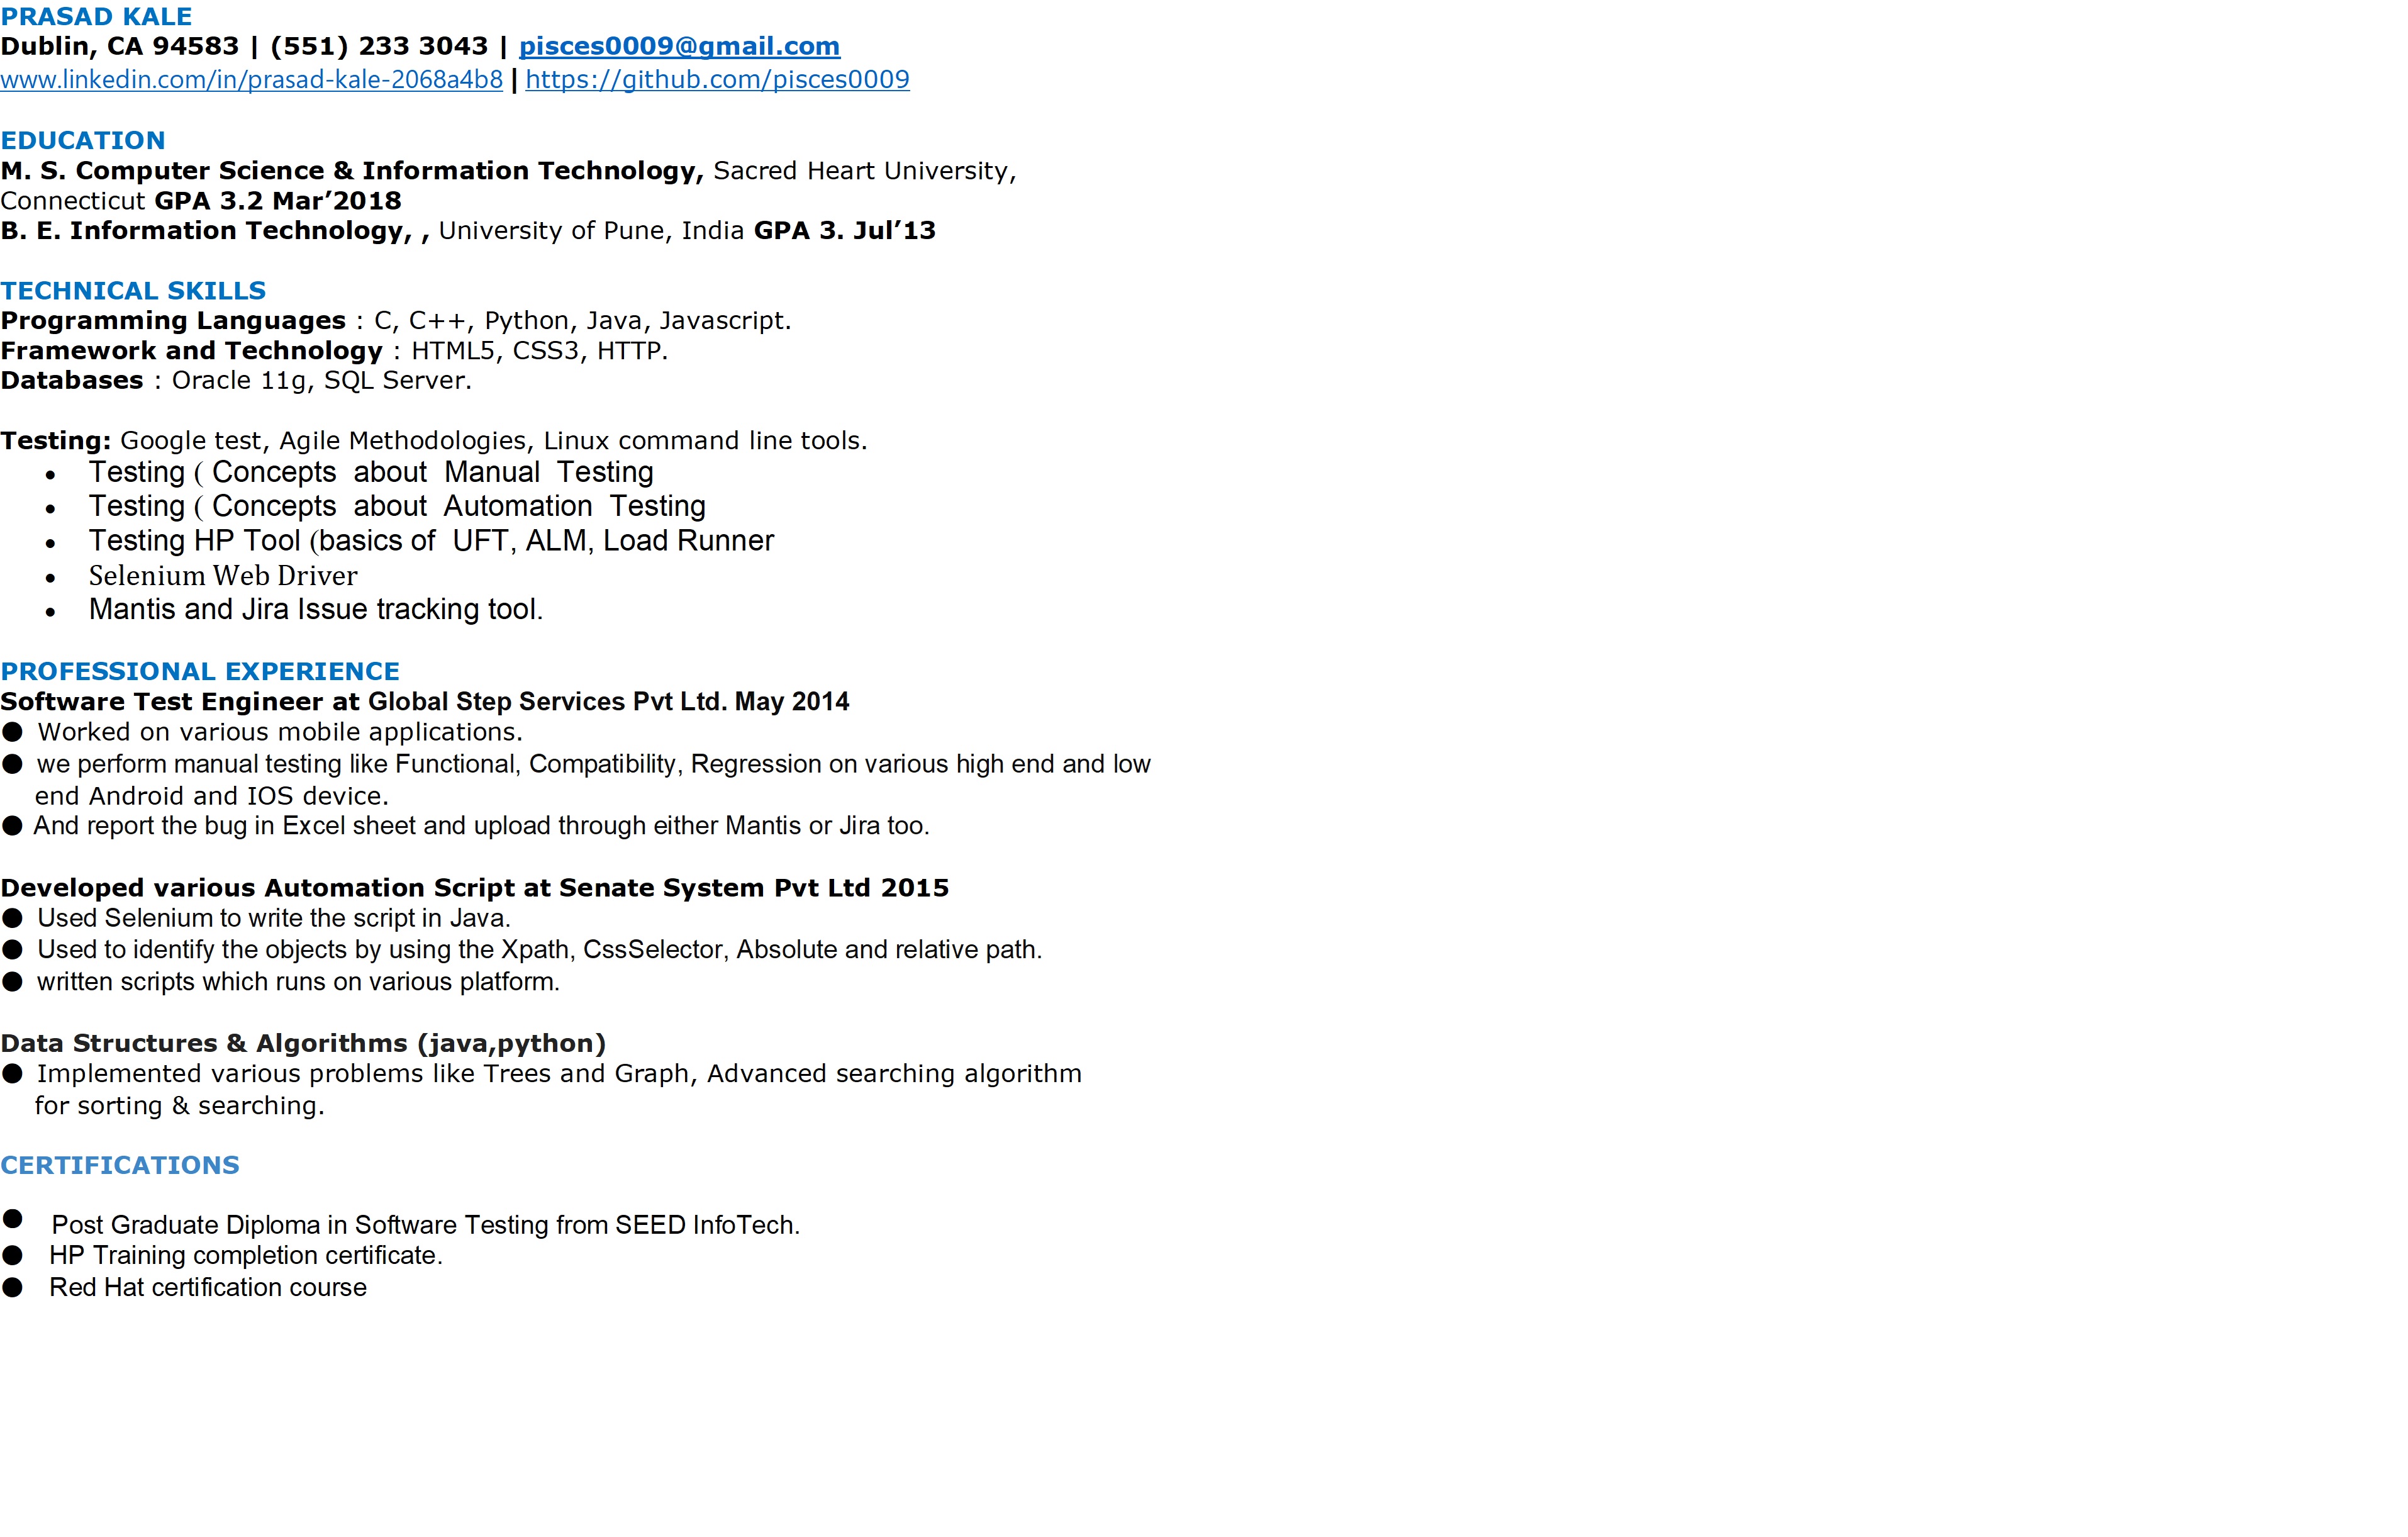 PRASAD KALE
Dublin, CA 94583 | (551) 233 3043 | pisces0009@gmail.com
www.linkedin.com/in/prasad-kale-2068a4b8 | https://github.com/pisces0009
EDUCATION
M. S. Computer Science & Information Technology, Sacred Heart University,
Connecticut GPA 3.2 Mar’2018
B. E. Information Technology, , University of Pune, India GPA 3. Jul’13
TECHNICAL SKILLS
Programming Languages : C, C++, Python, Java, Javascript.
Framework and Technology : HTML5, CSS3, HTTP.
Databases : Oracle 11g, SQL Server.
Testing: Google test, Agile Methodologies, Linux command line tools.
• Testing ( Concepts about Manual Testing
• Testing ( Concepts about Automation Testing
• Testing HP Tool (basics of UFT, ALM, Load Runner
• Selenium Web Driver
• Mantis and Jira Issue tracking tool.
PROFESSIONAL EXPERIENCE
Software Test Engineer at Global Step Services Pvt Ltd. May 2014
● Worked on various mobile applications.
● we perform manual testing like Functional, Compatibility, Regression on various high end and low
end Android and IOS device.
● And report the bug in Excel sheet and upload through either Mantis or Jira too.
Developed various Automation Script at Senate System Pvt Ltd 2015
● Used Selenium to write the script in Java.
● Used to identify the objects by using the Xpath, CssSelector, Absolute and relative path.
● written scripts which runs on various platform.
Data Structures & Algorithms (java,python)
● Implemented various problems like Trees and Graph, Advanced searching algorithm
for sorting & searching.
CERTIFICATIONS
● Post Graduate Diploma in Software Testing from SEED InfoTech.
● HP Training completion certificate.
● Red Hat certification course